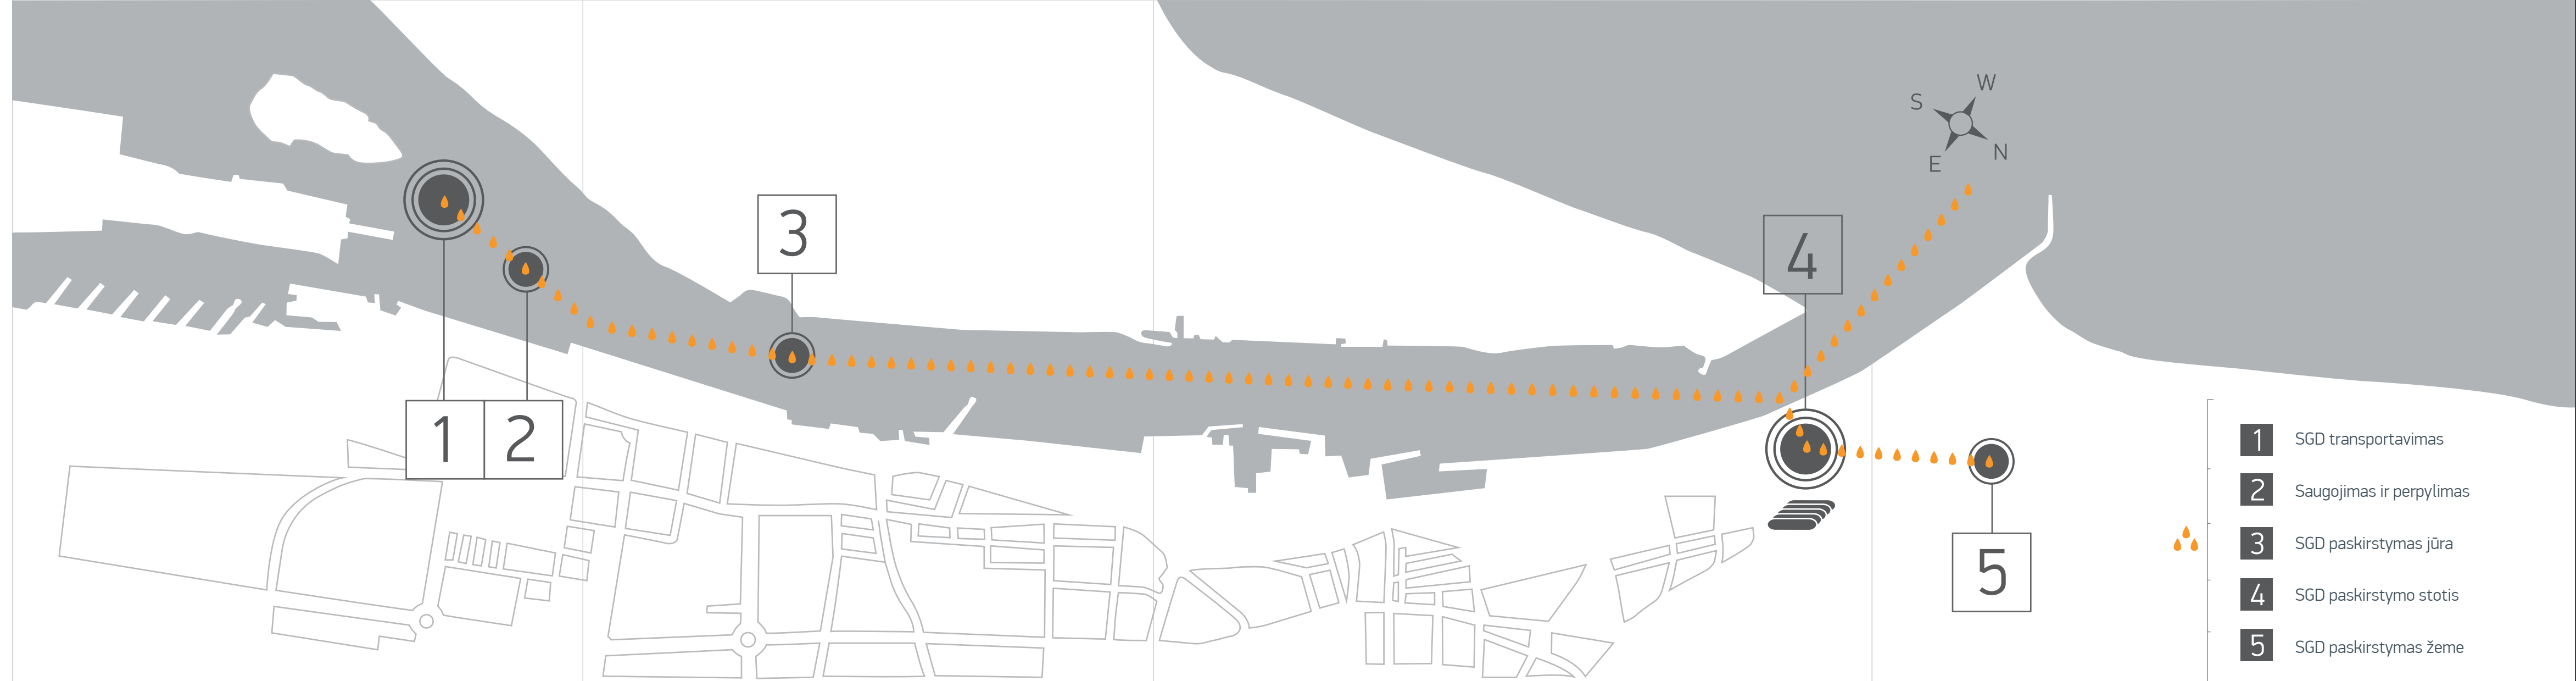 W
S
N
E
3
4
1 2
5
1 SGD transportavimas
2 Saugojimas ir perpylimas
3 SGD paskirstymas jūra
4 SGD paskirstymo stotis
5 SGD paskirstymas žeme